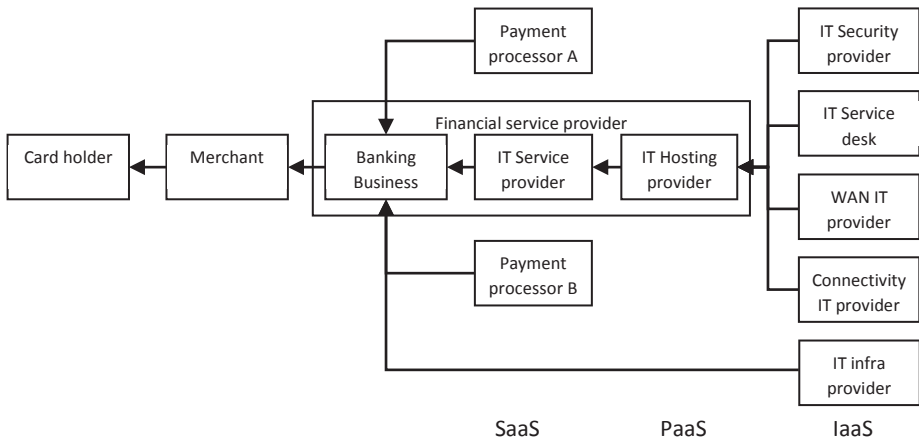 Payment
processor A
IT Security
provider
Financial service provider
IT Service
desk
Card holder
Merchant
Banking
Business
IT Service
provider
IT Hosting
provider
WAN IT
provider
Payment
processor B
Connectivity
IT provider
IT infra
provider
SaaS
PaaS
IaaS